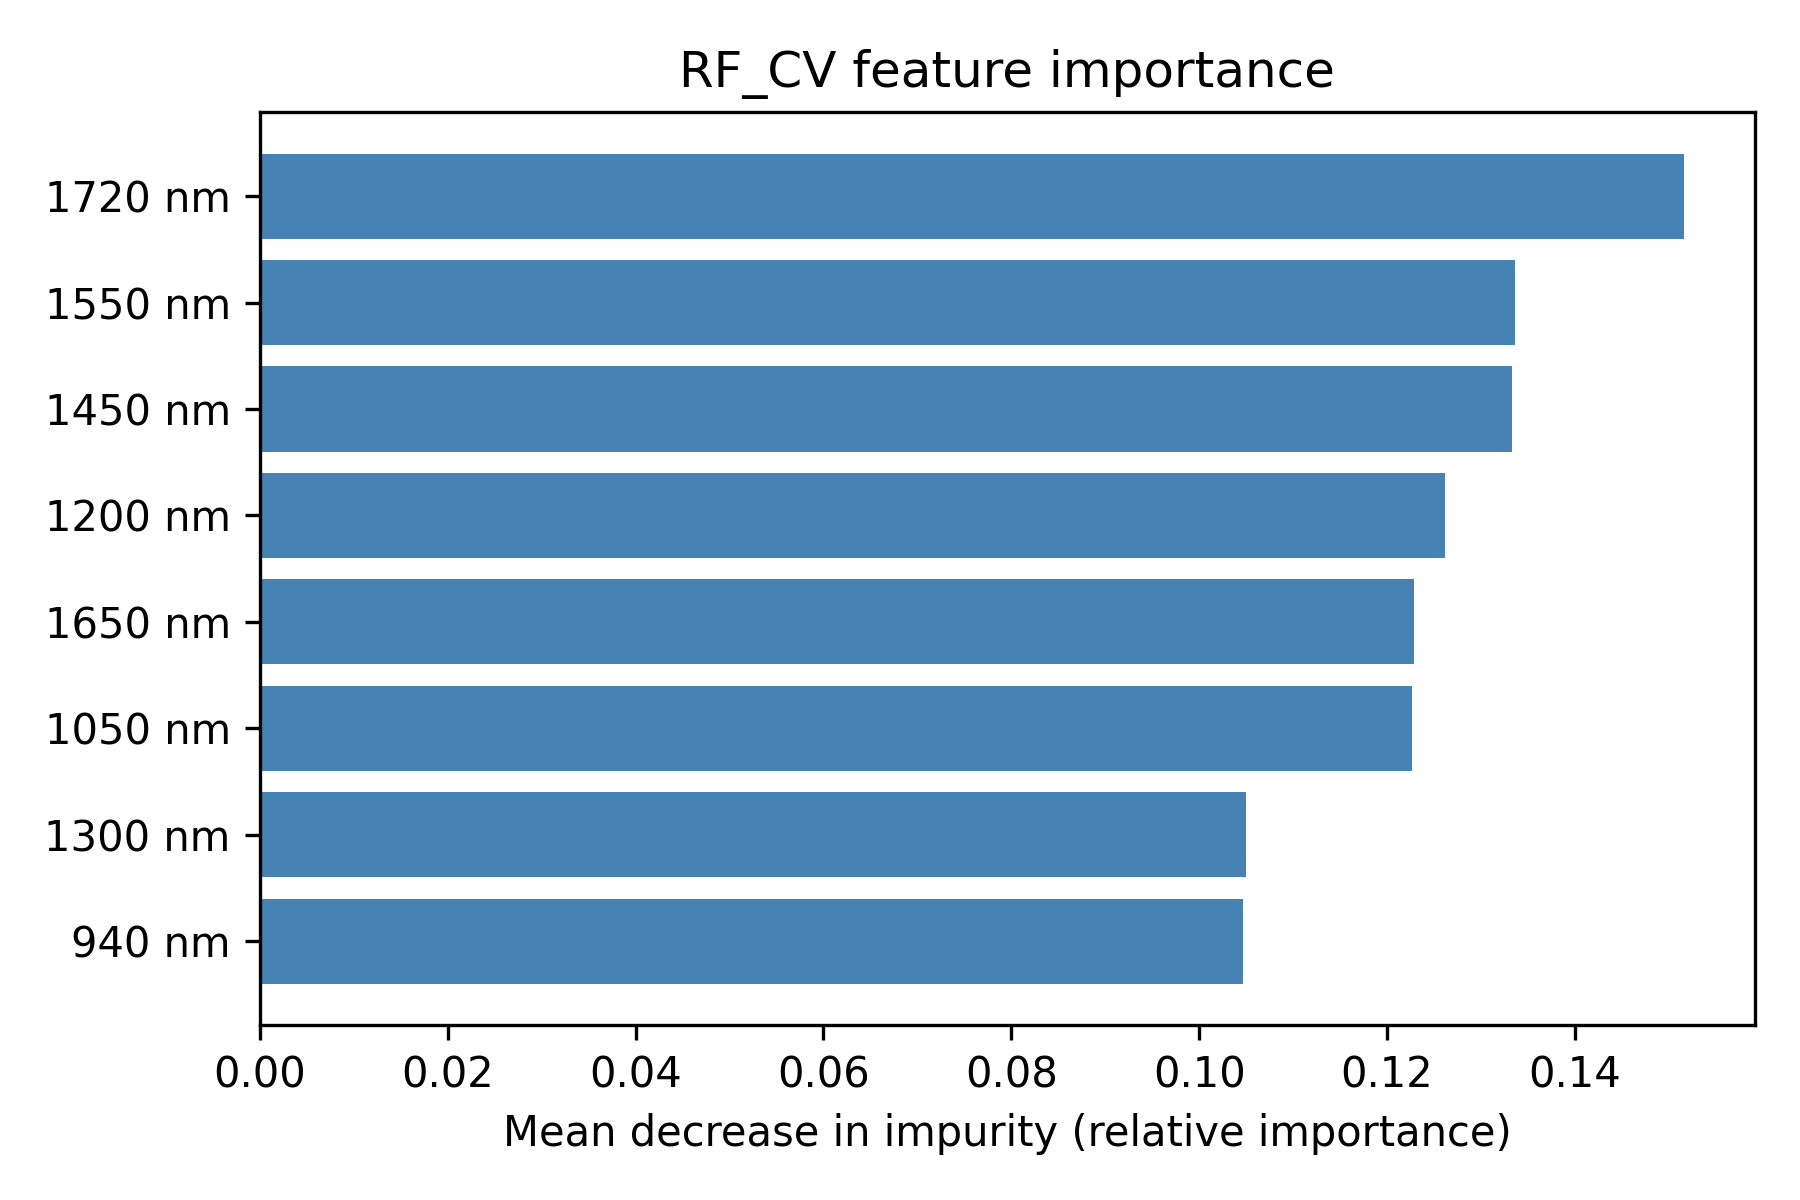 RF_CV feature importance
1720 nm
1550 nm
1450 nm
1200 nm
1650 nm
1050 nm
1300 nm
940 nm
0.00 0.02 0.04 0.06 0.08 0.10 0.12 0.14
Mean decrease in impurity (relative importance)